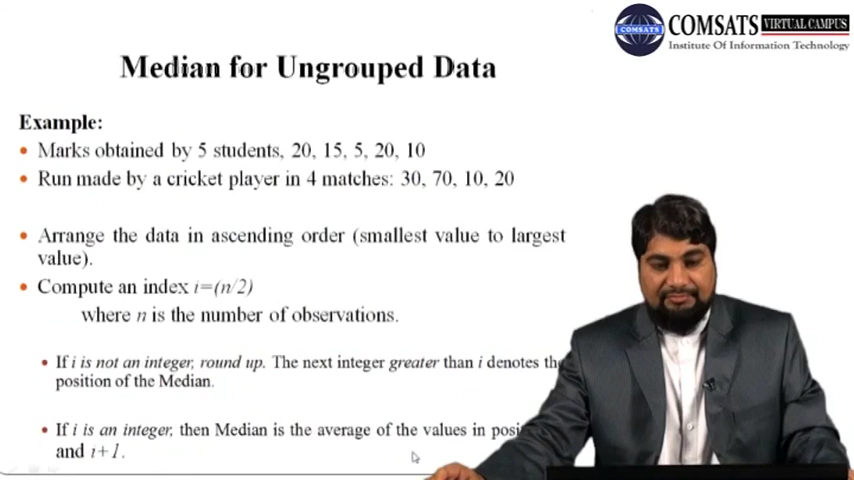 COMSATS VIRTUAL CAMPUS
COMSATS
Institute Of Information Technology
Median for Ungrouped Data
Example:
• Marks obtained by 5 students, 20, 15, 5, 20, 10
• Run made by a cricket player in 4 matches: 30, 70, 10, 20
• Arrange the data in ascending order (smallest value to largest
value).
• Compute an index i=(n/2)
where n is the number of observations.
• If i is not an integer, round up. The next integer greater than i denotes the
position of the Median.
• If i is an integer, then Median is the average of the values in
and i+1.